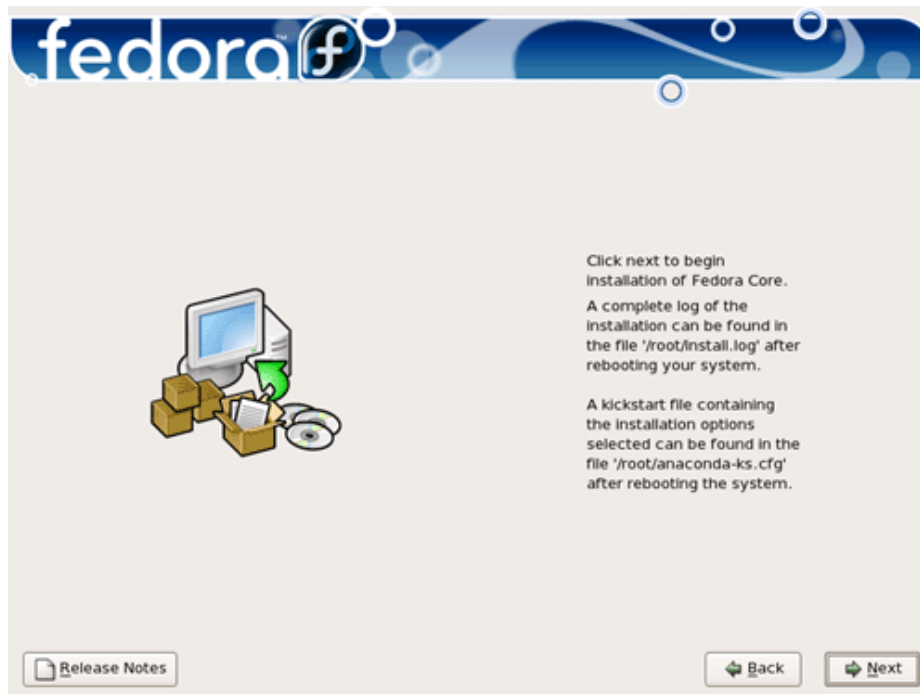 fedora
Click next to begin
installation of Fedora Core.
A complete log of the
installation can be found in
the file '/root/install.log' after
rebooting your system.
A kickstart file containing
the installation options
selected can be found in the
file '/root/anaconda-ks.cfg'
after rebooting the system.
Release Notes
Back
Next